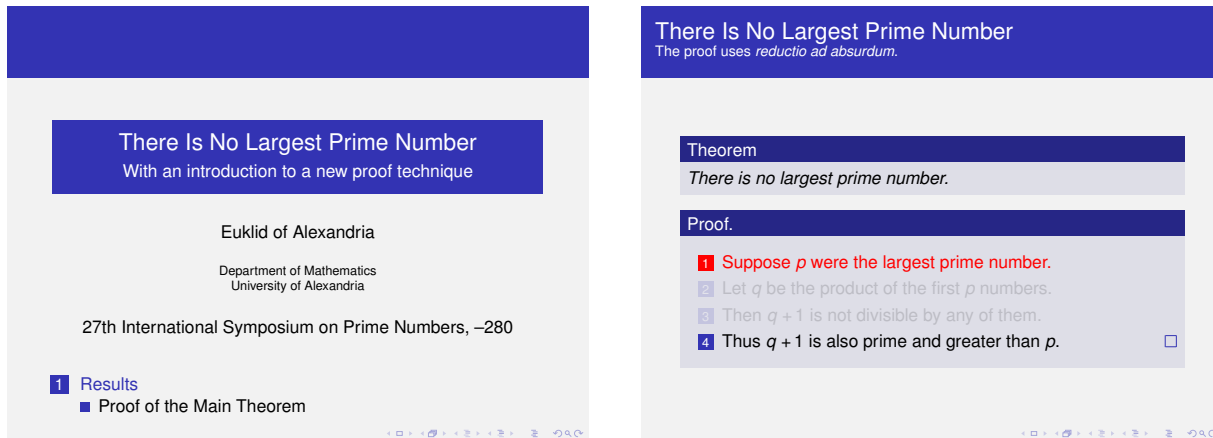 There Is No Largest Prime Number
With an introduction to a new proof technique
Euklid of Alexandria
Department of Mathematics
University of Alexandria
27th International Symposium on Prime Numbers, –280
1 Results
Proof of the Main Theorem
There Is No Largest Prime Number
The proof uses reductio ad absurdum.
Theorem
There is no largest prime number.
Proof.
1 Suppose p were the largest prime number.
2 Let q be the product of the first p numbers.
3 Then q + 1 is not divisible by any of them.
4 Thus q + 1 is also prime and greater than p.